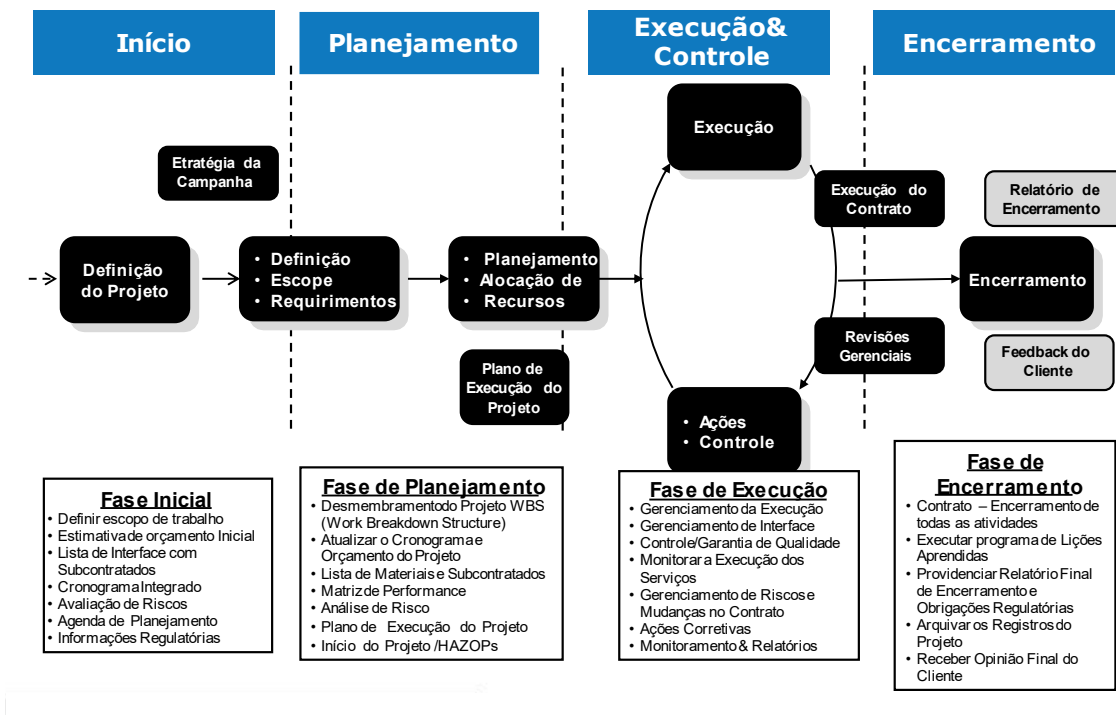 Início
Planejamento
Execução&
Controle
Encerramento
Execução
Etratégia da
Campanha
Execução do
Contrato
Relatório de
Encerramento
Definição
do Projeto
• Definição
• Escope
• Requirimentos
• Planejamento
• Alocação de
• Recursos
Encerramento
Revisões
Gerenciais
Feedback do
Cliente
Plano de
Execução do
Projeto
• Ações
• Controle
Fase Inicial
• Definir escopo de trabalho
• Estimativa de orçamento Inicial
• Lista de Interface com
Subcontratados
• Cronograma Integrado
• Avaliação de Riscos
• Agenda de Planejamento
• Informações Regulatórias
Fase de Planejamento
• Desmembramentodo Projeto WBS
(Work Breakdown Structure)
• Atualizar o Cronograma e
Orçamento do Projeto
• Lista de Materiais e Subcontratados
• Matriz de Performance
• Análise de Risco
• Plano de Execução do Projeto
• Início do Projeto /HAZOPs
Fase de Execução
• Gerenciamento da Execução
• Gerenciamento de Interface
• Controle/Garantia de Qualidade
• Monitorar a Execução dos
Serviços
• Gerenciamento de Riscos e
Mudanças no Contrato
• Ações Corretivas
• Monitoramento & Relatórios
Fase de
Encerramento
• Contrato – Encerramento de
todas as atividades
• Executar programa de Lições
Aprendidas
• Providenciar Relatório Final
de Encerramento e
Obrigações Regulatórias
• Arquivar os Registros do
Projeto
• Receber Opinião Final do
Cliente